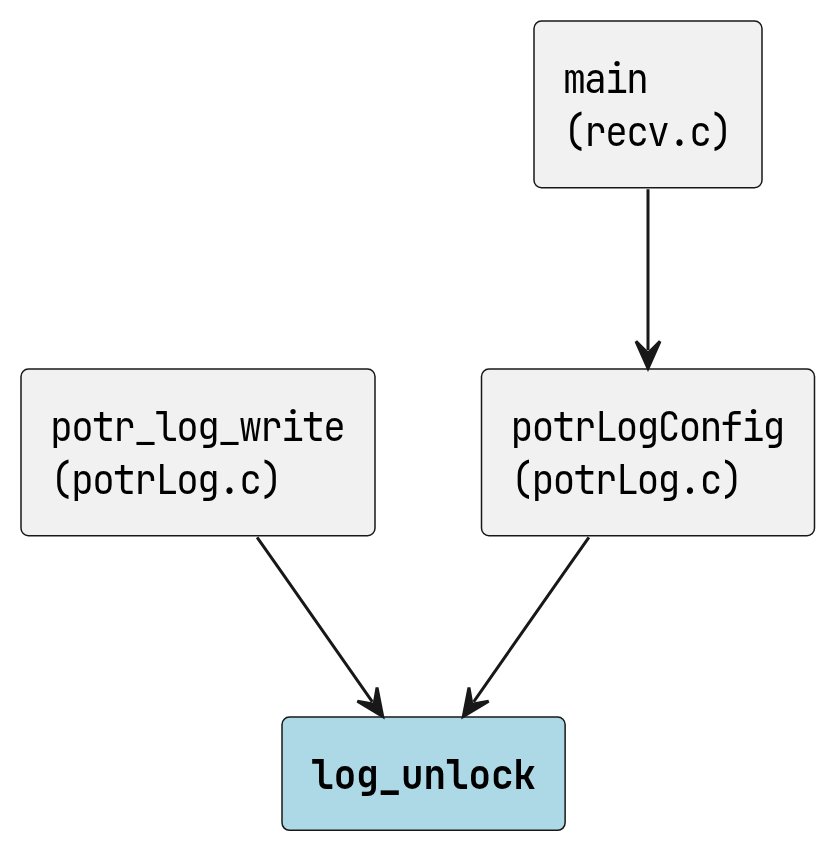 main
(recv.c)
potr_log_write
(potrLog.c)
potrLogConfig
(potrLog.c)
log_unlock